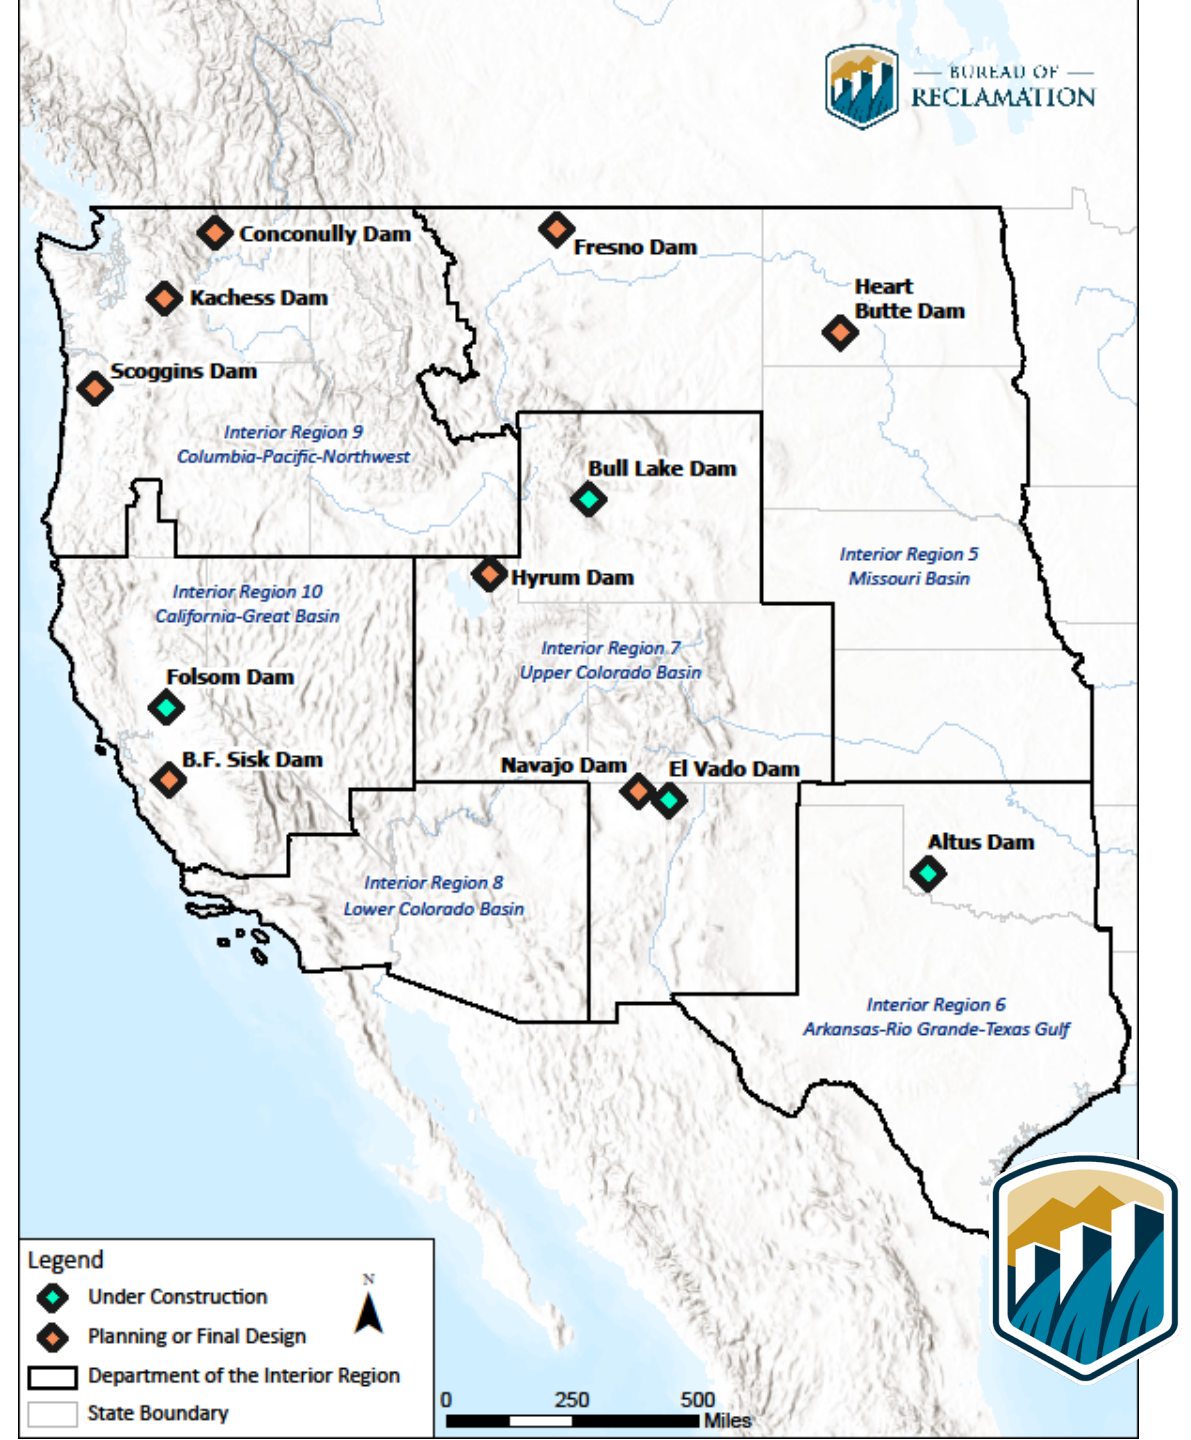 BUREAU OF
RECLAMATION
Conconully Dam
Fresno Dam
Kachess Dam
Heart
Butte Dam
Scoggins Dam
Interior Region 9
Columbia-Pacific-Northwest
Bull Lake Dam
Interior Region 5
Missouri Basin
Hyrum Dam
Interior Region 10
California-Great Basin
Interior Region 7
Upper Colorado Basin
Folsom Dam
B.F. Sisk Dam
Navajo Dam
El Vado Dam
Altus Dam
Interior Region 8
Lower Colorado Basin
Interior Region 6
Arkansas-Rio Grande-Texas Gulf
Legend
Under Construction
Planning or Final Design
Department of the Interior Region
State Boundary
N
0 250 500
Miles